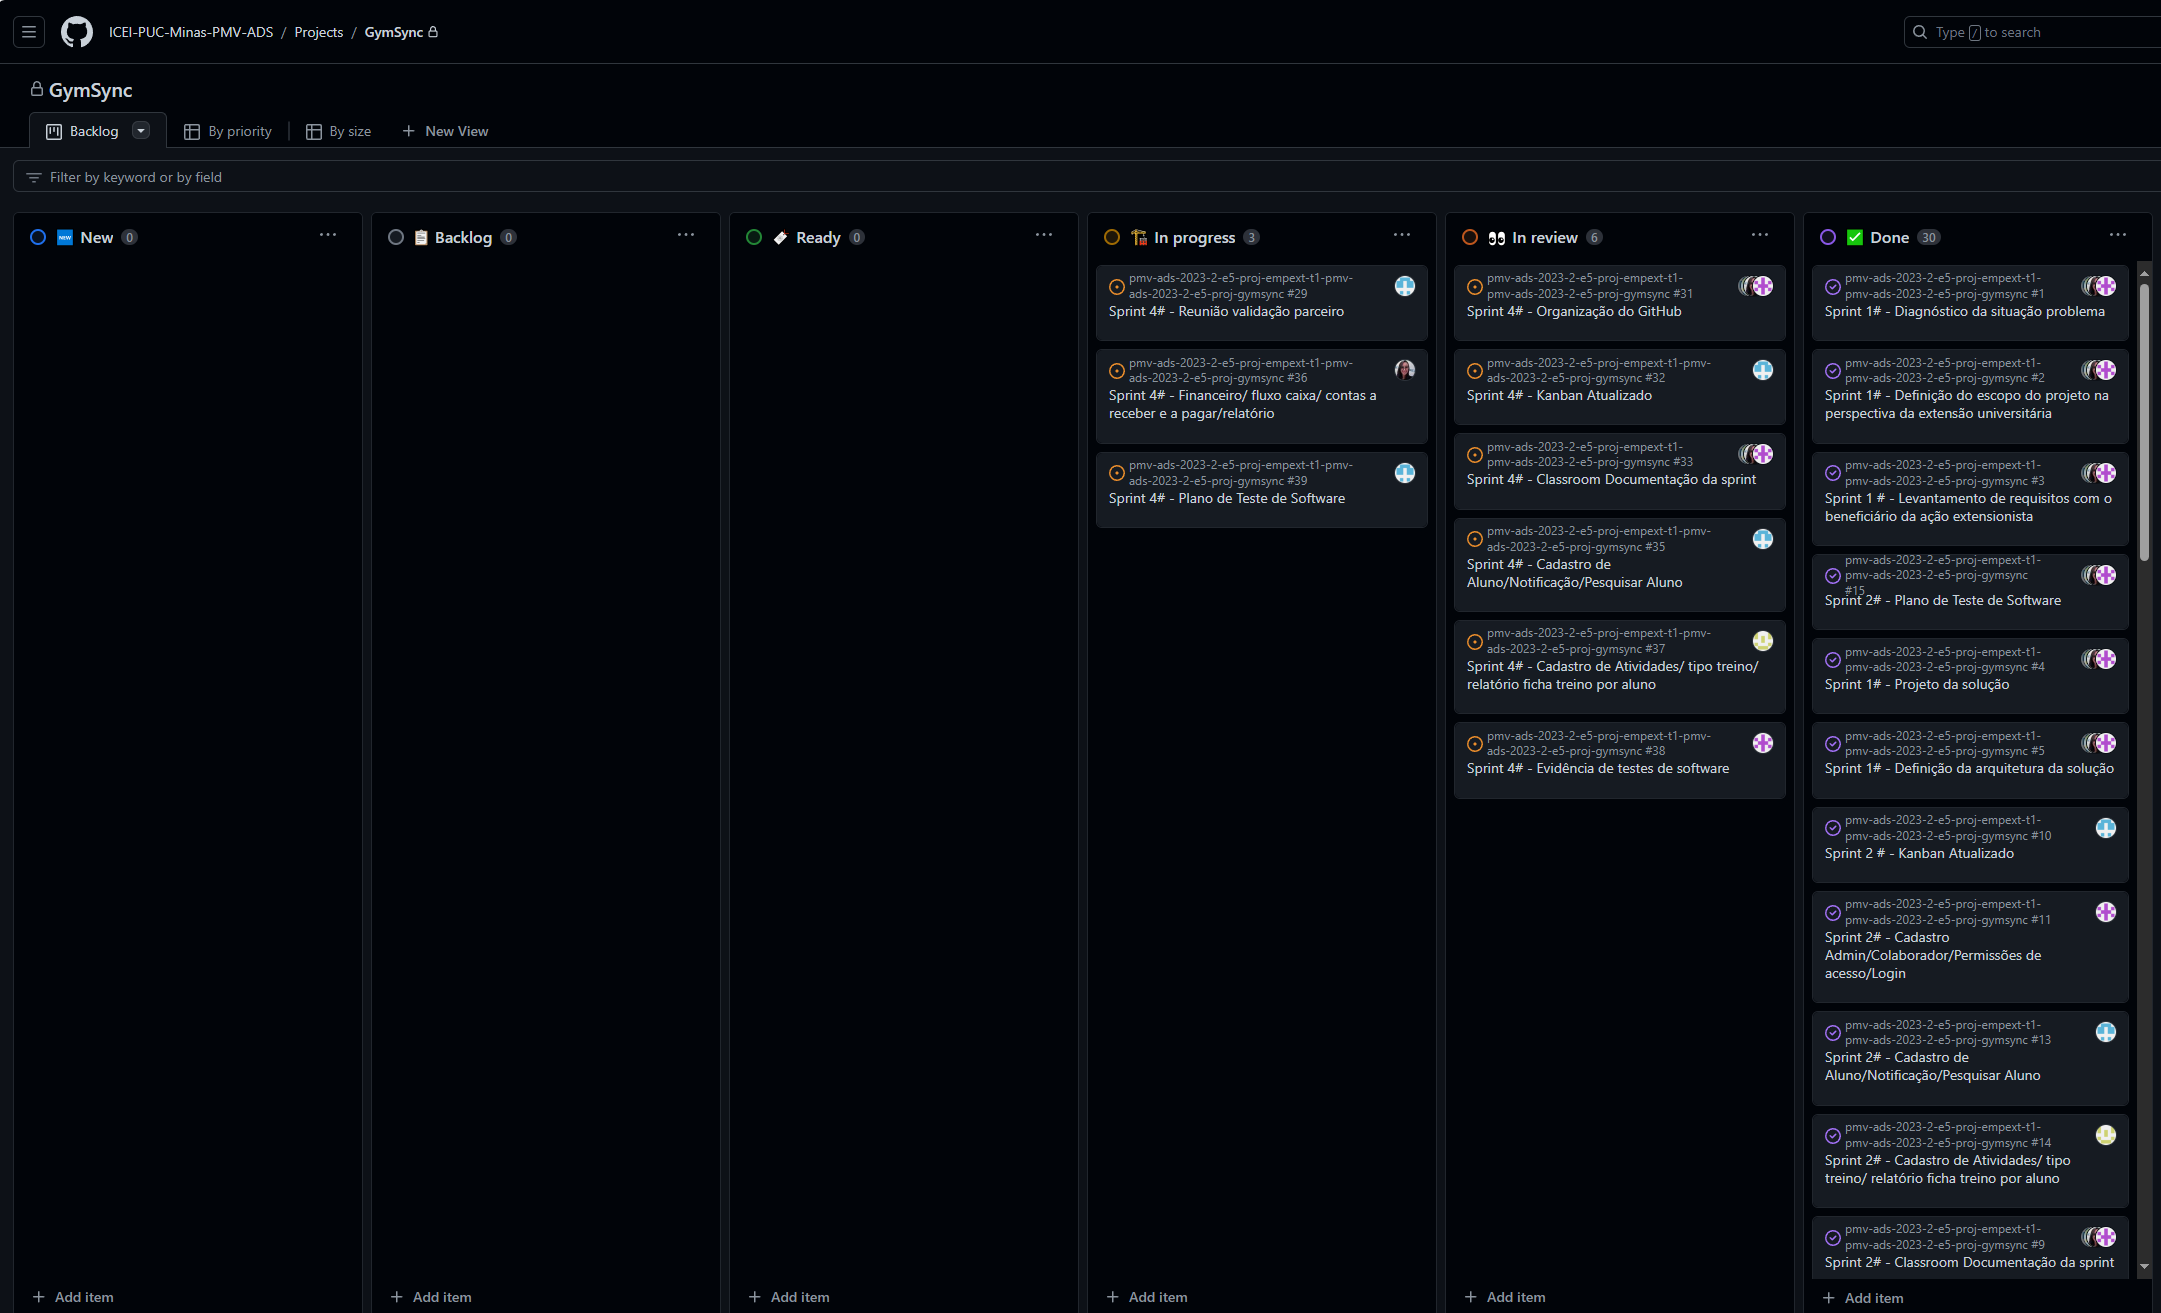 ICEI-PUC-Minas-PMV-ADS / Projects / GymSync
Type / to search
GymSync
Backlog
By priority
By size
New View
Filter by keyword or by field
NEW New 0
Backlog 0
Ready 0
In progress 3
In review 6
Done 30
pmv-ads-2023-2-e5-proj-empext-t1-pmv-
ads-2023-2-e5-proj-gymsync #29
Sprint 4# - Reunião validação parceiro
pmv-ads-2023-2-e5-proj-empext-t1-pmv-
ads-2023-2-e5-proj-gymsync #36
Sprint 4# - Financeiro/ fluxo caixa/ contas a
receber e a pagar/relatório
pmv-ads-2023-2-e5-proj-empext-t1-pmv-
ads-2023-2-e5-proj-gymsync #39
Sprint 4# - Plano de Teste de Software
pmv-ads-2023-2-e5-proj-empext-t1-
pmv-ads-2023-2-e5-proj-gymsync #31
Sprint 4# - Organização do GitHub
pmv-ads-2023-2-e5-proj-empext-t1-pmv-
ads-2023-2-e5-proj-gymsync #32
Sprint 4# - Kanban Atualizado
pmv-ads-2023-2-e5-proj-empext-t1-
pmv-ads-2023-2-e5-proj-gymsync #33
Sprint 4# - Classroom Documentação da sprint
pmv-ads-2023-2-e5-proj-empext-t1-pmv-
ads-2023-2-e5-proj-gymsync #35
Sprint 4# - Cadastro de
Aluno/Notificação/Pesquisar Aluno
pmv-ads-2023-2-e5-proj-empext-t1-pmv-
ads-2023-2-e5-proj-gymsync #37
Sprint 4# - Cadastro de Atividades/ tipo treino/
relatório ficha treino por aluno
pmv-ads-2023-2-e5-proj-empext-t1-pmv-
ads-2023-2-e5-proj-gymsync #38
Sprint 4# - Evidência de testes de software
pmv-ads-2023-2-e5-proj-empext-t1-
pmv-ads-2023-2-e5-proj-gymsync #1
Sprint 1# - Diagnóstico da situação problema
pmv-ads-2023-2-e5-proj-empext-t1-
pmv-ads-2023-2-e5-proj-gymsync #2
Sprint 1# - Definição do escopo do projeto na
perspectiva da extensão universitária
pmv-ads-2023-2-e5-proj-empext-t1-
pmv-ads-2023-2-e5-proj-gymsync #3
Sprint 1 # - Levantamento de requisitos com o
beneficiário da ação extensionista
pmv-ads-2023-2-e5-proj-empext-t1-
pmv-ads-2023-2-e5-proj-gymsync
#15
Sprint 2# - Plano de Teste de Software
pmv-ads-2023-2-e5-proj-empext-t1-
pmv-ads-2023-2-e5-proj-gymsync #4
Sprint 1# - Projeto da solução
pmv-ads-2023-2-e5-proj-empext-t1-
pmv-ads-2023-2-e5-proj-gymsync #5
Sprint 1# - Definição da arquitetura da solução
pmv-ads-2023-2-e5-proj-empext-t1-
pmv-ads-2023-2-e5-proj-gymsync #10
Sprint 2 # - Kanban Atualizado
pmv-ads-2023-2-e5-proj-empext-t1-
pmv-ads-2023-2-e5-proj-gymsync #11
Sprint 2# - Cadastro
Admin/Colaborador/Permissões de
acesso/Login
pmv-ads-2023-2-e5-proj-empext-t1-
pmv-ads-2023-2-e5-proj-gymsync #13
Sprint 2# - Cadastro de
Aluno/Notificação/Pesquisar Aluno
pmv-ads-2023-2-e5-proj-empext-t1-
pmv-ads-2023-2-e5-proj-gymsync #14
Sprint 2# - Cadastro de Atividades/ tipo
treino/ relatório ficha treino por aluno
pmv-ads-2023-2-e5-proj-empext-t1-
pmv-ads-2023-2-e5-proj-gymsync #9
Sprint 2# - Classroom Documentação da sprint
Add item
Add item
Add item
Add item
Add item
Add item